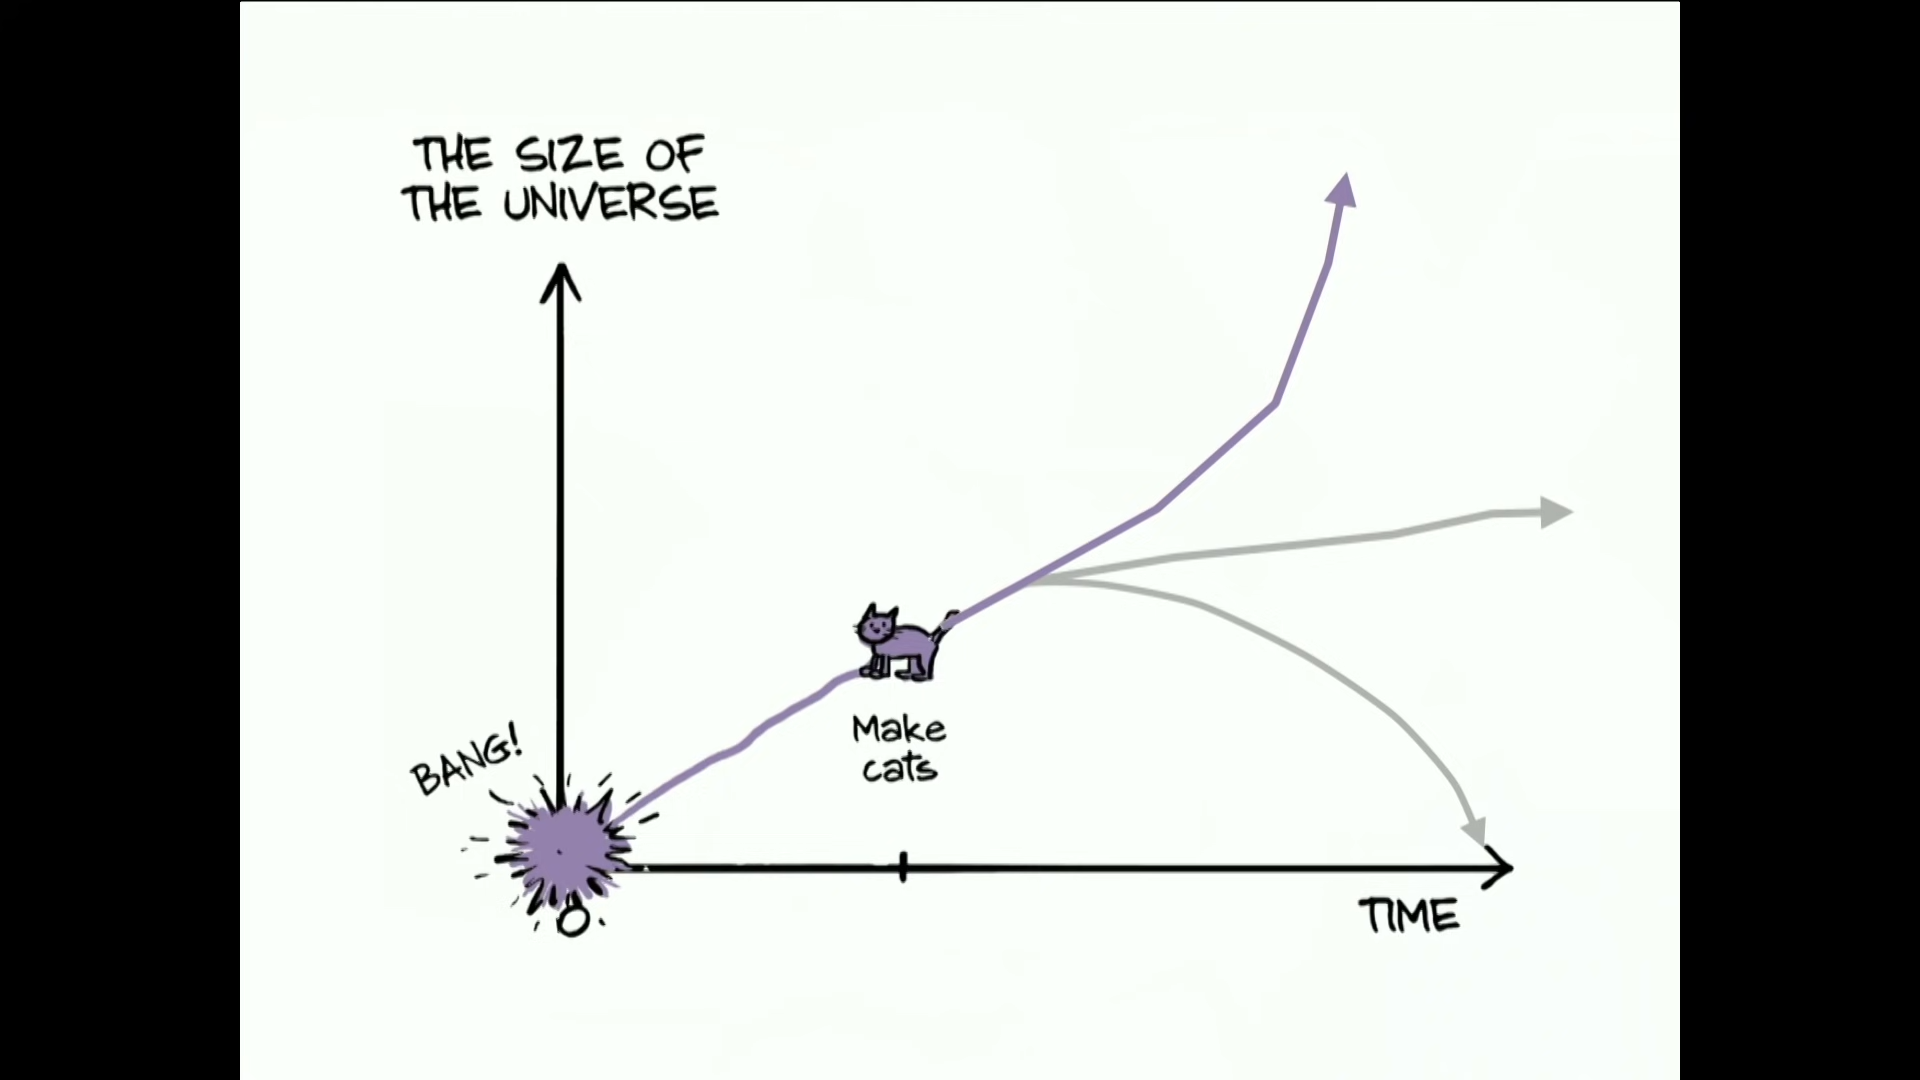 THE SIZE OF
THE UNIVERSE
BANG!
Make
cats
0
TIME